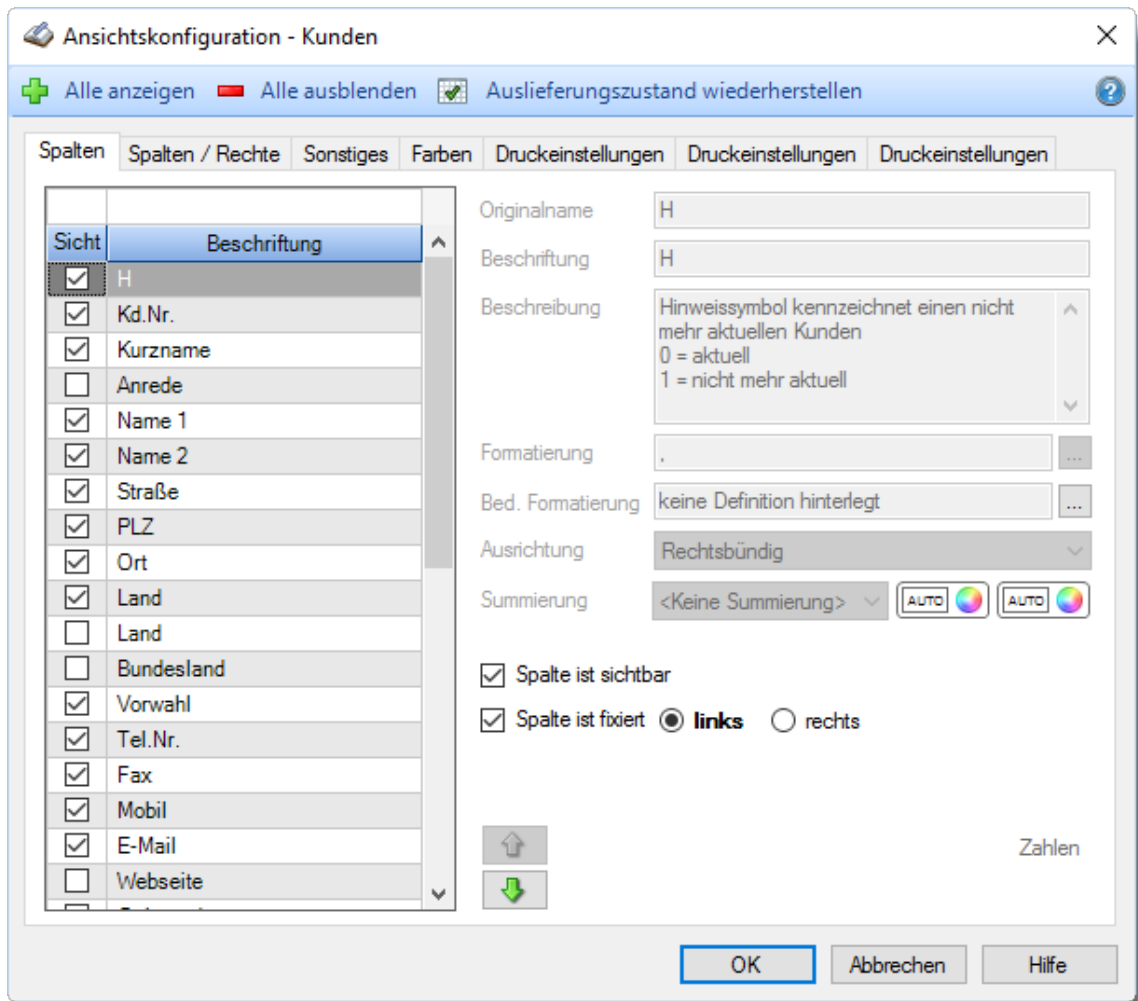 Ansichtskonfiguration - Kunden
Alle anzeigen Alle ausblenden Auslieferungszustand wiederherstellen ?
Spalten Spalten / Rechte Sonstiges Farben Druckeinstellungen Druckeinstellungen Druckeinstellungen
Sicht Beschriftung
H
Kd.Nr.
Kurzname
Anrede
Name 1
Name 2
Straße
PLZ
Ort
Land
Land
Bundesland
Vorwahl
Tel.Nr.
Fax
Mobil
E-Mail
Webseite
Originalname H
Beschriftung H
Beschreibung Hinweissymbol kennzeichnet einen nicht
mehr aktuellen Kunden
0 = aktuell
1 = nicht mehr aktuell
Formatierung , ...
Bed. Formatierung keine Definition hinterlegt ...
Ausrichtung Rechtsbündig
Summierung <Keine Summierung> AUTO AUTO
Spalte ist sichtbar
Spalte ist fixiert links rechts
Zahlen
OK Abbrechen Hilfe